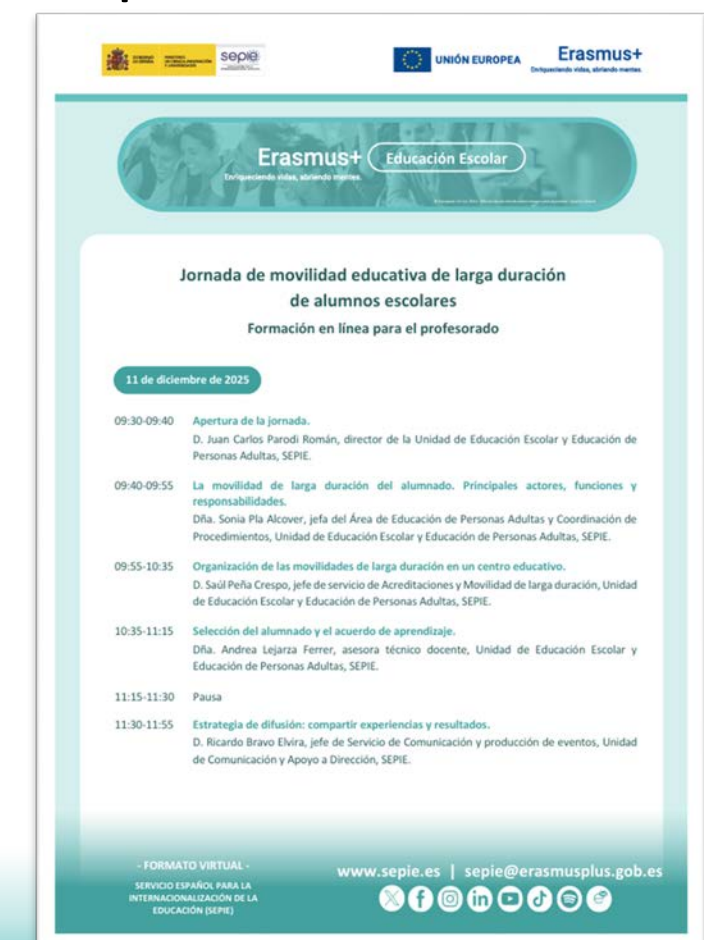 GOBIERNO DE ESPAÑA
MINISTERIO DE CIENCIA, INNOVACIÓN Y UNIVERSIDADES
sepie
UNIÓN EUROPEA
Erasmus+
Enriqueciendo vidas, abriendo mentes.
Erasmus+
Educación Escolar
Enriqueciendo vidas, abriendo mentes.
Jornada de movilidad educativa de larga duración
de alumnos escolares
Formación en línea para el profesorado
11 de diciembre de 2025
09:30-09:40 Apertura de la jornada.
D. Juan Carlos Parodi Román, director de la Unidad de Educación Escolar y Educación de
Personas Adultas, SEPIE.
09:40-09:55 La movilidad de larga duración del alumnado. Principales actores, funciones y
responsabilidades.
Dña. Sonia Pla Alcover, jefa del Área de Educación de Personas Adultas y Coordinación de
Procedimientos, Unidad de Educación Escolar y Educación de Personas Adultas, SEPIE.
09:55-10:35 Organización de las movilidades de larga duración en un centro educativo.
D. Saúl Peña Crespo, jefe de servicio de Acreditaciones y Movilidad de larga duración, Unidad
de Educación Escolar y Educación de Personas Adultas, SEPIE.
10:35-11:15 Selección del alumnado y el acuerdo de aprendizaje.
Dña. Andrea Lejarza Ferrer, asesora técnico docente, Unidad de Educación Escolar y
Educación de Personas Adultas, SEPIE.
11:15-11:30 Pausa
11:30-11:55 Estrategia de difusión: compartir experiencias y resultados.
D. Ricardo Bravo Elvira, jefe de Servicio de Comunicación y producción de eventos, Unidad
de Comunicación y Apoyo a Dirección, SEPIE.
- FORMATO VIRTUAL -
SERVICIO ESPAÑOL PARA LA
INTERNACIONALIZACIÓN DE LA
EDUCACIÓN (SEPIE)
www.sepie.es | sepie@erasmusplus.gob.es